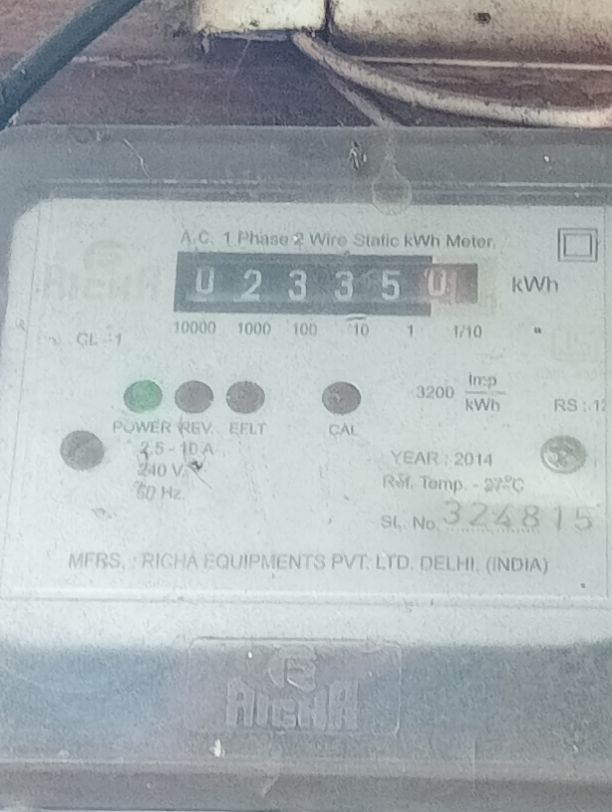 A.C. 1 Phase 2 Wire Static kWh Meter.
RICHA
0 2 3 3 5 0 kWh
10000 1000 100 10 1 1/10
CL-1
3200 Imp/kWh
RS : 12
POWER REV. EFLT CAL
2.5 - 10 A
240 V.
50 Hz.
YEAR : 2014
Ref. Temp. - 27°C
SL. No. 324815
MFRS. : RICHA EQUIPMENTS PVT. LTD. DELHI. (INDIA)
RICHA